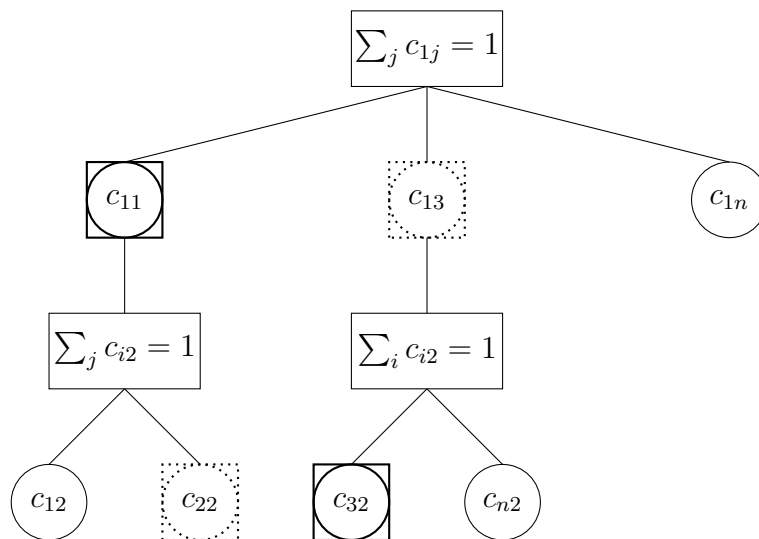 ∑_j c_{1j} = 1
c_{11} c_{13} c_{1n}
∑_j c_{i2} = 1 ∑_i c_{i2} = 1
c_{12} c_{22} c_{32} c_{n2}